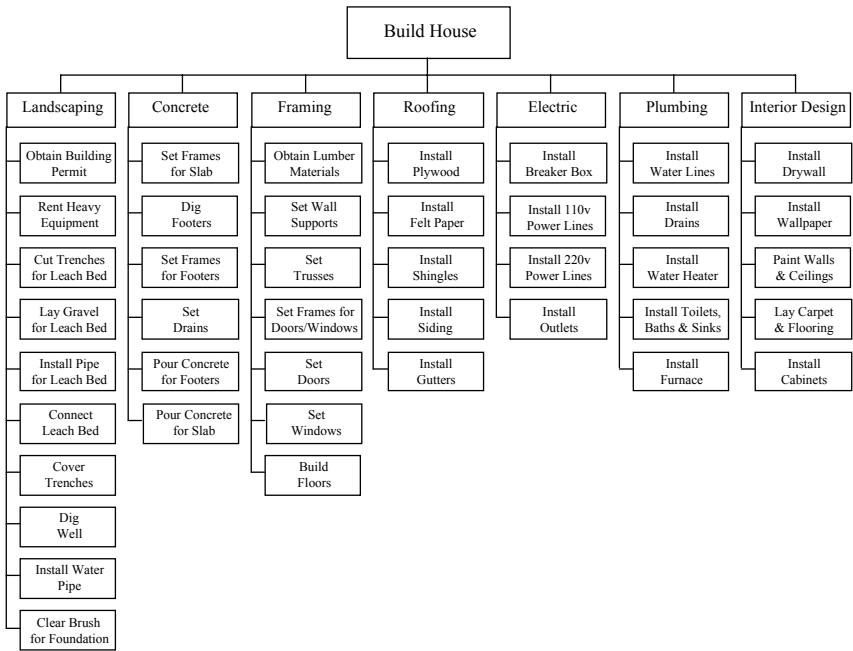 Build House
Landscaping
Obtain Building
Permit
Rent Heavy
Equipment
Cut Trenches
for Leach Bed
Lay Gravel
for Leach Bed
Install Pipe
for Leach Bed
Connect
Leach Bed
Cover
Trenches
Dig
Well
Install Water
Pipe
Clear Brush
for Foundation
Concrete
Set Frames
for Slab
Dig
Footers
Set Frames
for Footers
Set
Drains
Pour Concrete
for Footers
Pour Concrete
for Slab
Framing
Obtain Lumber
Materials
Set Wall
Supports
Set
Trusses
Set Frames for
Doors/Windows
Set
Doors
Set
Windows
Build
Floors
Roofing
Install
Plywood
Install
Felt Paper
Install
Shingles
Install
Siding
Install
Gutters
Electric
Install
Breaker Box
Install 110v
Power Lines
Install 220v
Power Lines
Install
Outlets
Plumbing
Install
Water Lines
Install
Drains
Install
Water Heater
Install Toilets,
Baths & Sinks
Install
Furnace
Interior Design
Install
Drywall
Install
Wallpaper
Paint Walls
& Ceilings
Lay Carpet
& Flooring
Install
Cabinets